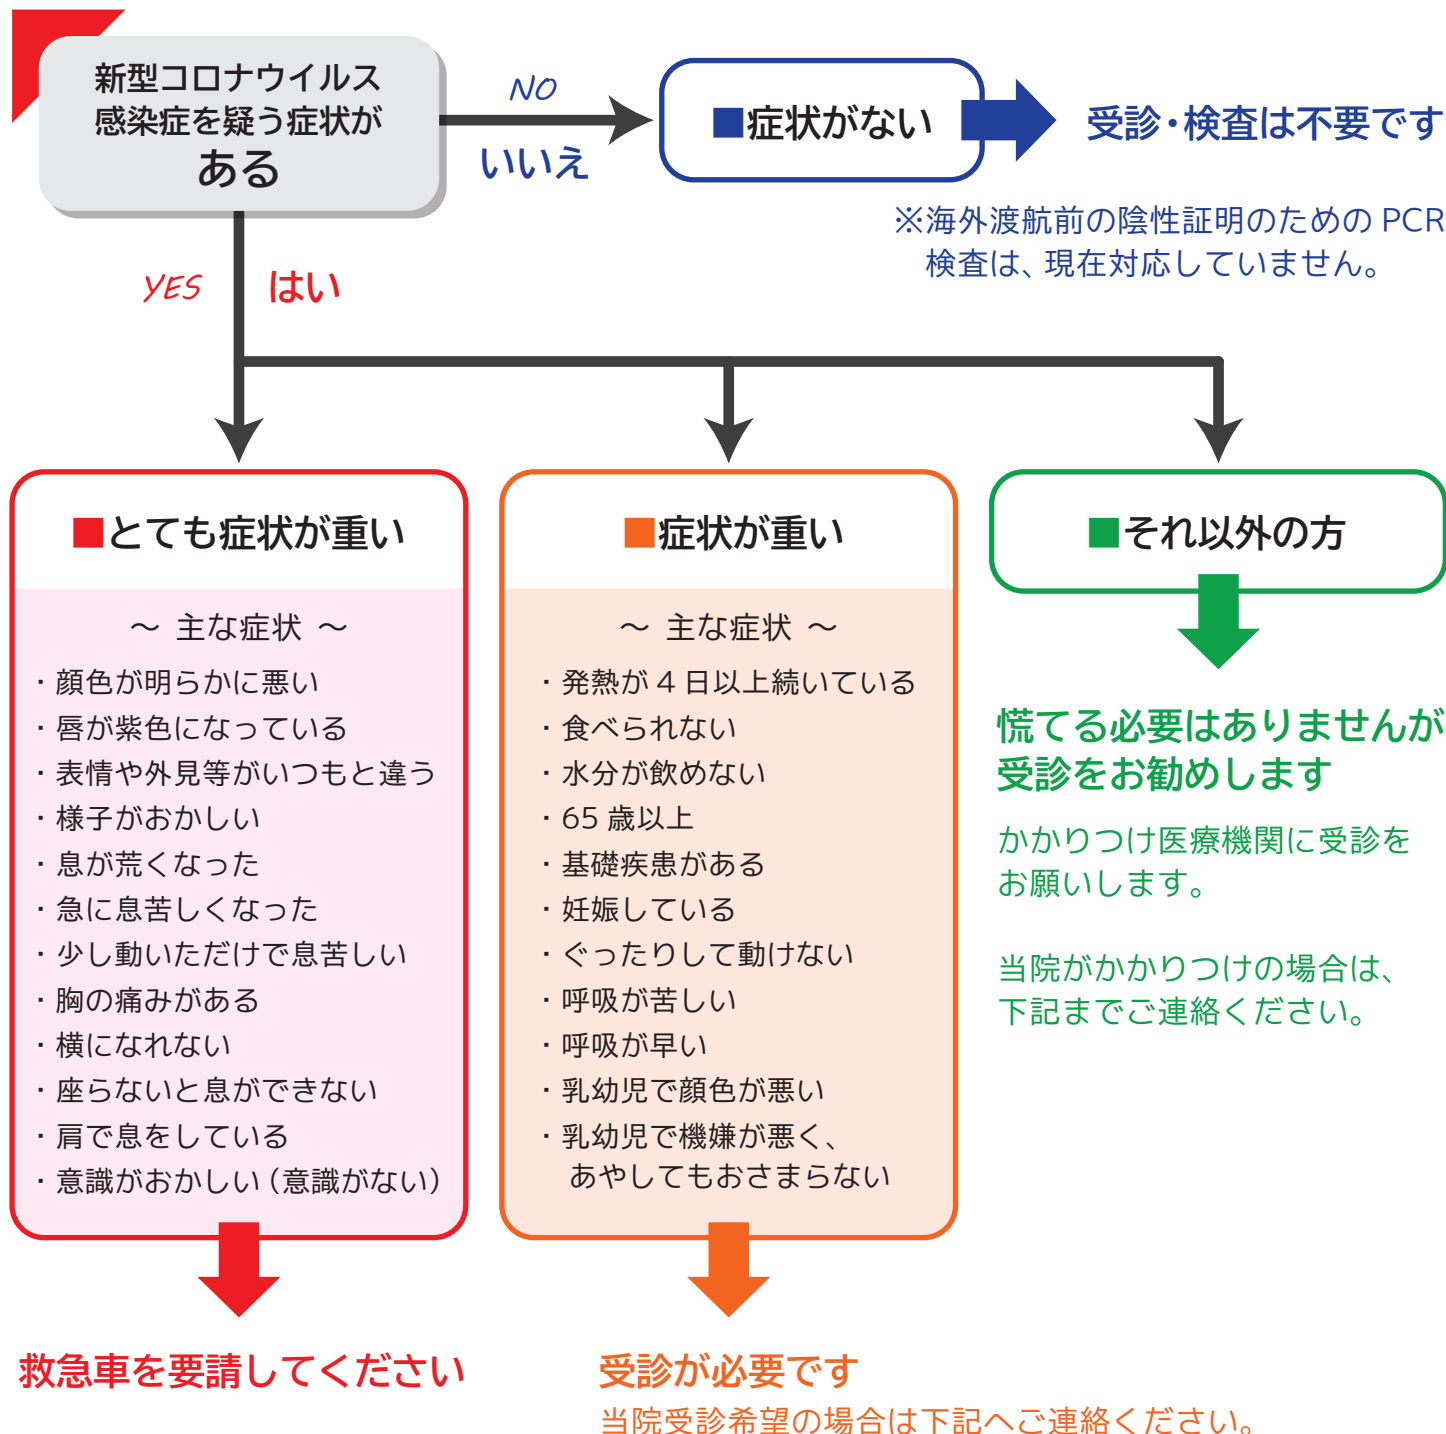 新型コロナウイルス
感染症を疑う症状が
ある
NO
いいえ
■症状がない
受診・検査は不要です
※海外渡航前の陰性証明のための PCR
検査は、現在対応していません。
YES
はい
■とても症状が重い
～ 主な症状 ～
・顔色が明らかに悪い
・唇が紫色になっている
・表情や外見等がいつもと違う
・様子がおかしい
・息が荒くなった
・急に息苦しくなった
・少し動いただけで息苦しい
・胸の痛みがある
・横になれない
・座らないと息ができない
・肩で息をしている
・意識がおかしい（意識がない）
救急車を要請してください
■症状が重い
～ 主な症状 ～
・発熱が 4 日以上続いている
・食べられない
・水分が飲めない
・65 歳以上
・基礎疾患がある
・妊娠している
・ぐったりして動けない
・呼吸が苦しい
・呼吸が早い
・乳幼児で顔色が悪い
・乳幼児で機嫌が悪く、
あやしてもおさまらない
受診が必要です
当院受診希望の場合は下記へご連絡ください。
■それ以外の方
慌てる必要はありませんが
受診をお勧めします
かかりつけ医療機関に受診を
お願いします。
当院がかかりつけの場合は、
下記までご連絡ください。